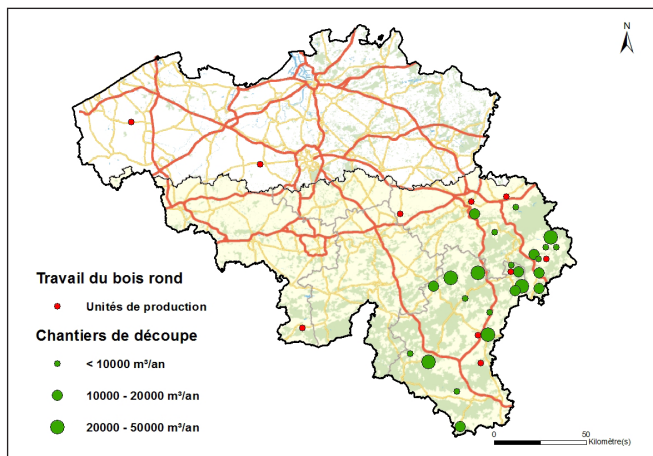 N
Travail du bois rond
Unités de production
Chantiers de découpe
< 10000 m³/an
10000 - 20000 m³/an
20000 - 50000 m³/an
0 50
Kilomètre(s)